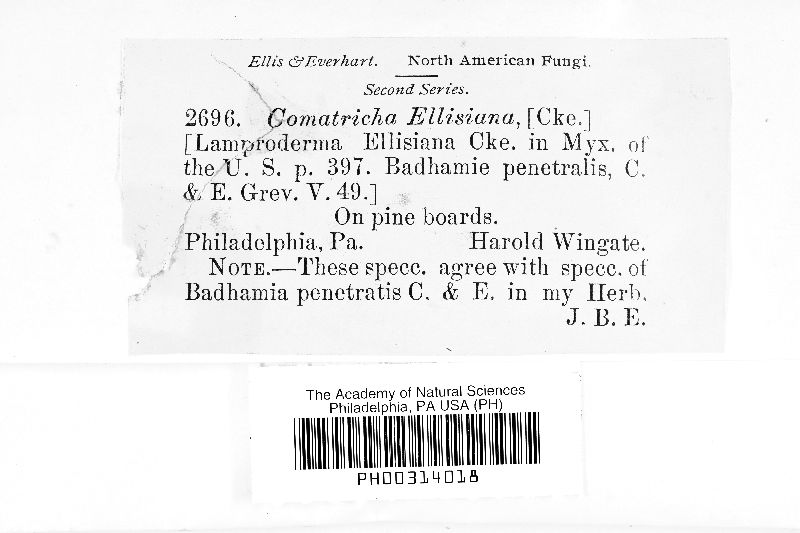 Ellis & Everhart. North American Fungi.
Second Series.
2696. Comatricha Ellisiana, [Cke.]
[Lamproderma Ellisiana Cke. in Myx. of
the U. S. p. 397. Badhamie penetralis, C.
& E. Grev. V. 49.]
On pine boards.
Philadelphia, Pa. Harold Wingate.
NOTE.—These specc. agree with specc. of
Badhamia penetratis C. & E. in my Herb.
J. B. E.
The Academy of Natural Sciences
Philadelphia, PA USA (PH)
PH00314018